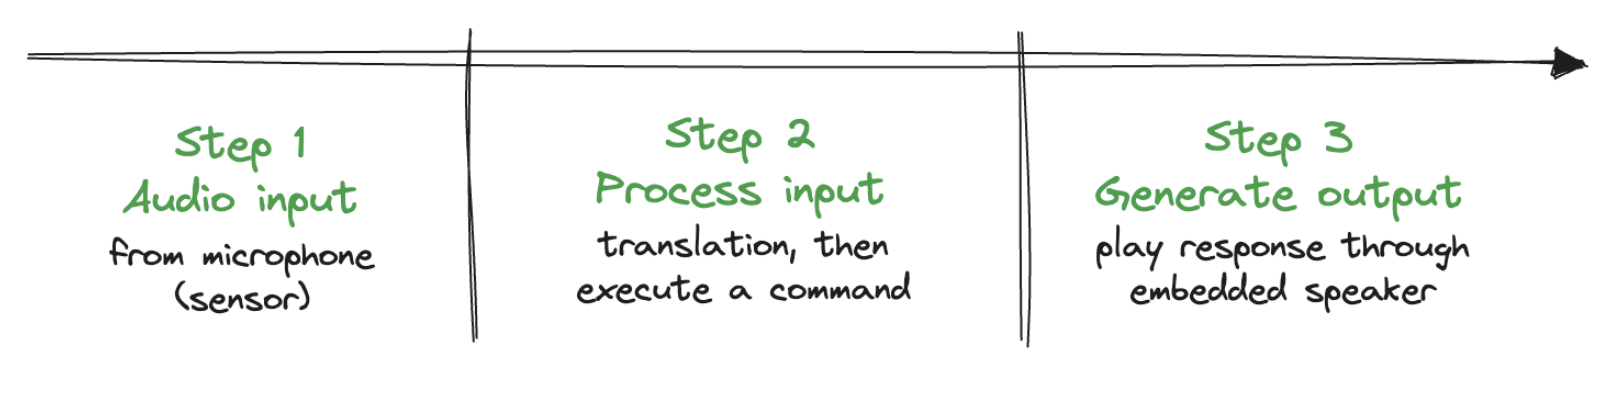 Step 1
Audio input
from microphone
(sensor)
Step 2
Process input
translation, then
execute a command
Step 3
Generate output
play response through
embedded speaker